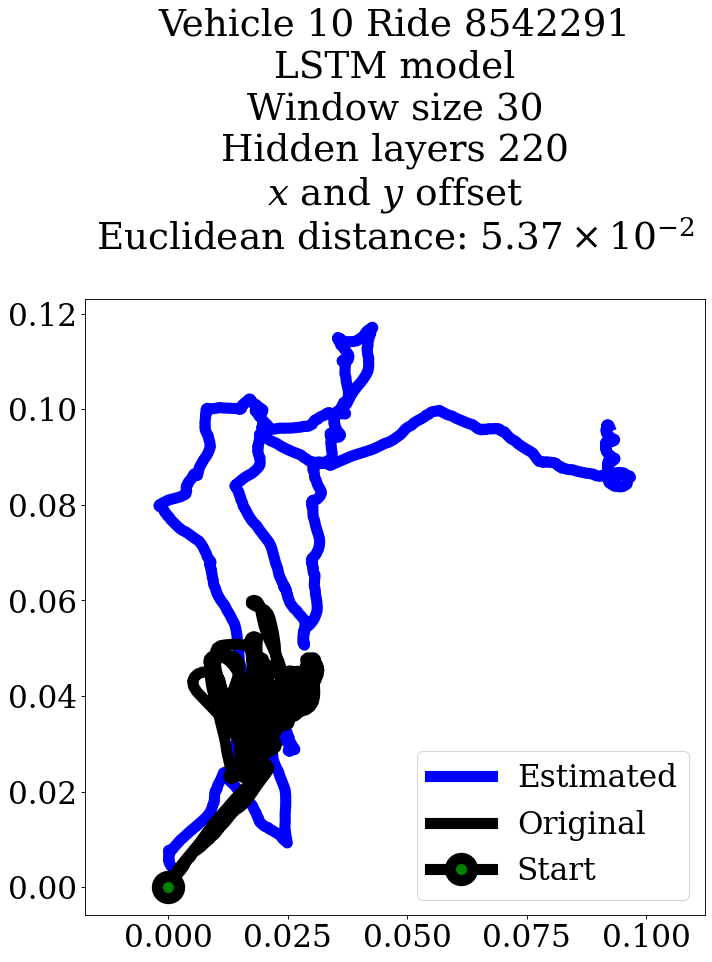 Vehicle 10 Ride 8542291
LSTM model
Window size 30
Hidden layers 220
x and y offset
Euclidean distance: 5.37 × 10⁻²
0.12
0.10
0.08
0.06
0.04
0.02
0.00
Estimated
Original
Start
0.000 0.025 0.050 0.075 0.100